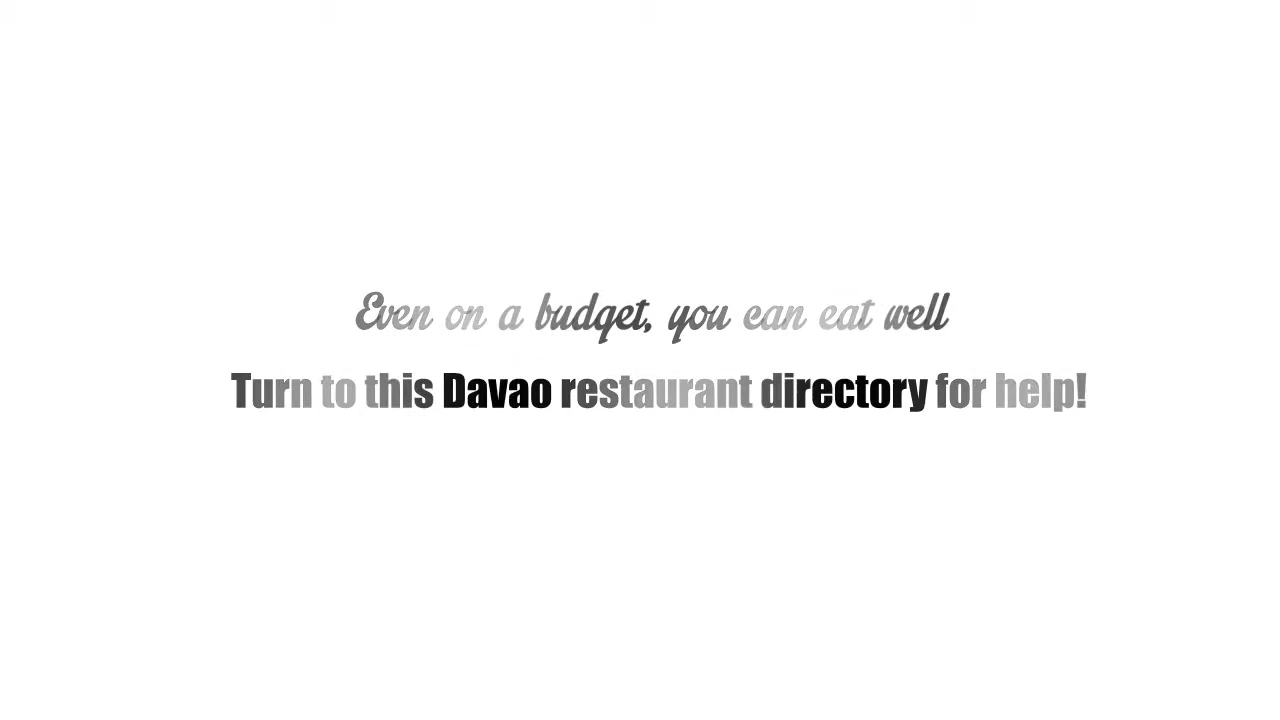 Even on a budget, you can eat well
Turn to this Davao restaurant directory for help!